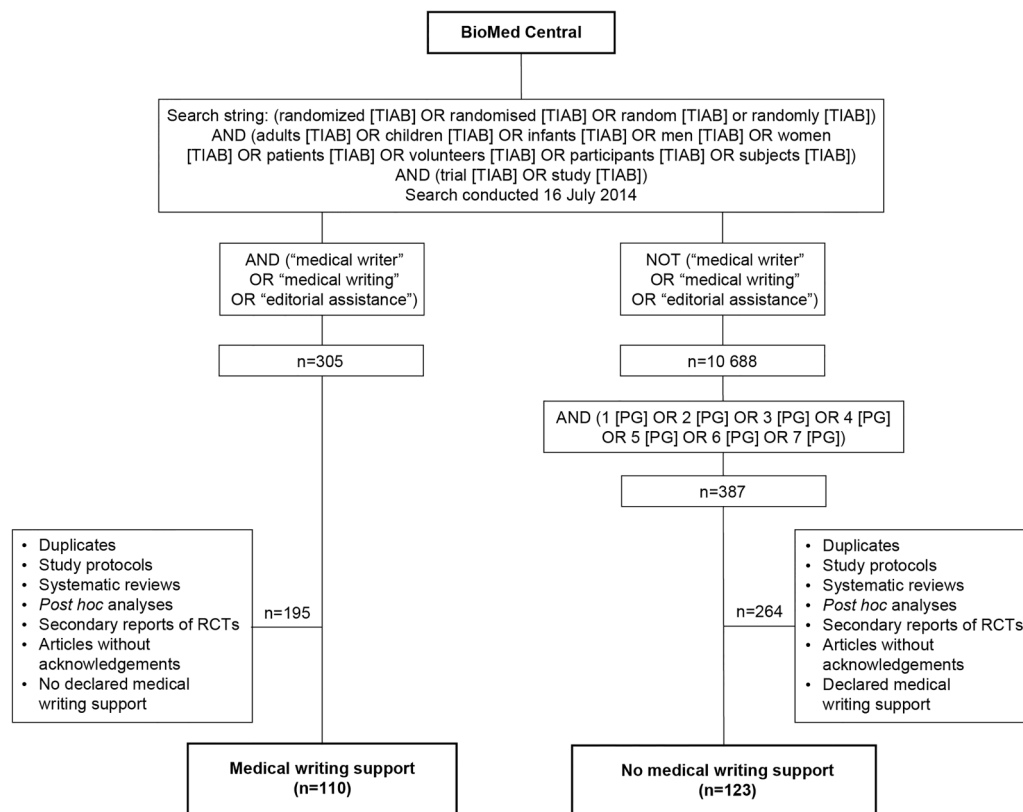 BioMed Central
Search string: (randomized [TIAB] OR randomised [TIAB] OR random [TIAB] or randomly [TIAB])
AND (adults [TIAB] OR children [TIAB] OR infants [TIAB] OR men [TIAB] OR women
[TIAB] OR patients [TIAB] OR volunteers [TIAB] OR participants [TIAB] OR subjects [TIAB])
AND (trial [TIAB] OR study [TIAB])
Search conducted 16 July 2014
AND (“medical writer”
OR “medical writing”
OR “editorial assistance”)
NOT (“medical writer”
OR “medical writing”
OR “editorial assistance”)
n=305
n=10 688
AND (1 [PG] OR 2 [PG] OR 3 [PG] OR 4 [PG]
OR 5 [PG] OR 6 [PG] OR 7 [PG])
n=387
• Duplicates
• Study protocols
• Systematic reviews
• Post hoc analyses
• Secondary reports of RCTs
• Articles without
acknowledgements
• No declared medical
writing support
n=195
n=264
• Duplicates
• Study protocols
• Systematic reviews
• Post hoc analyses
• Secondary reports of RCTs
• Articles without
acknowledgements
• Declared medical
writing support
Medical writing support
(n=110)
No medical writing support
(n=123)